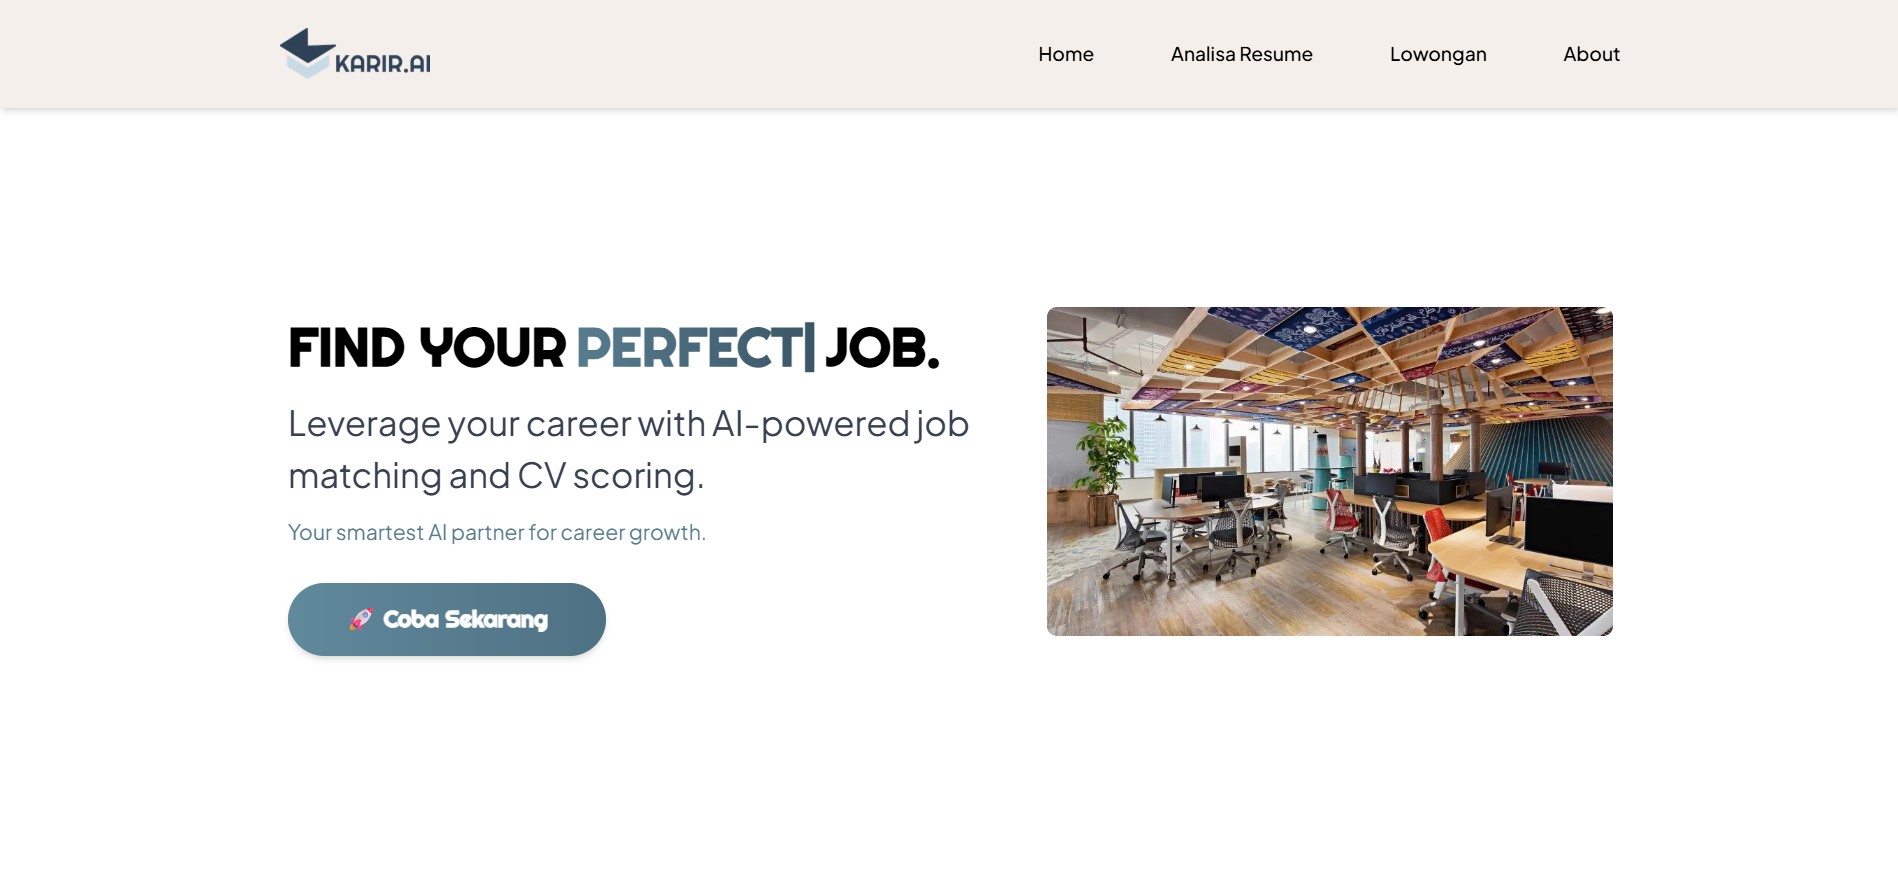 KARIR.AI
Home
Analisa Resume
Lowongan
About
FIND YOUR PERFECT| JOB.
Leverage your career with AI-powered job
matching and CV scoring.
Your smartest AI partner for career growth.
🚀 Coba Sekarang